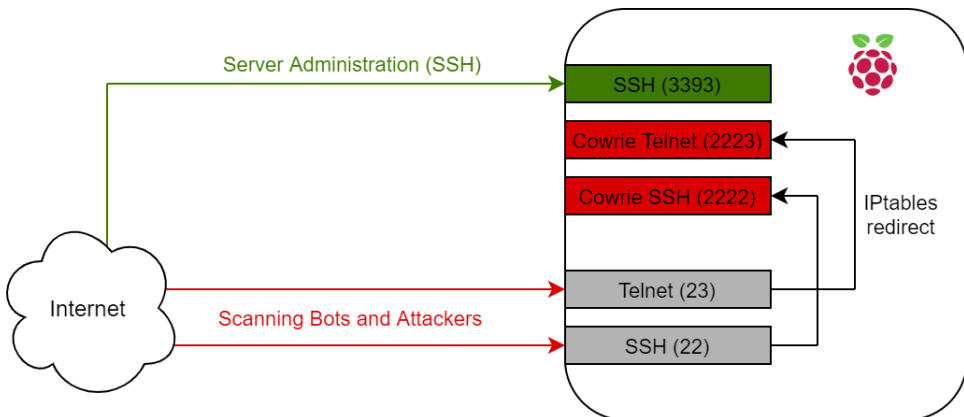 Server Administration (SSH)
SSH (3393)
Cowrie Telnet (2223)
Cowrie SSH (2222)
IPtables
redirect
Internet
Telnet (23)
Scanning Bots and Attackers
SSH (22)